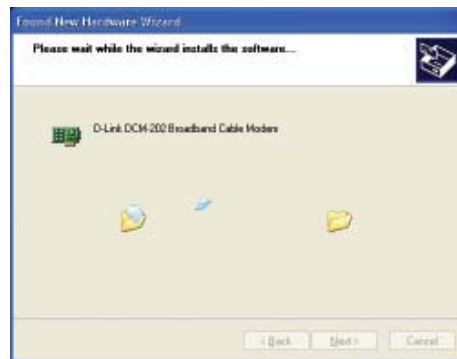 Found New Hardware Wizard
Please wait while the wizard installs the software...
D-Link DCM-202 Broadband Cable Modem
< Back
Next >
Cancel